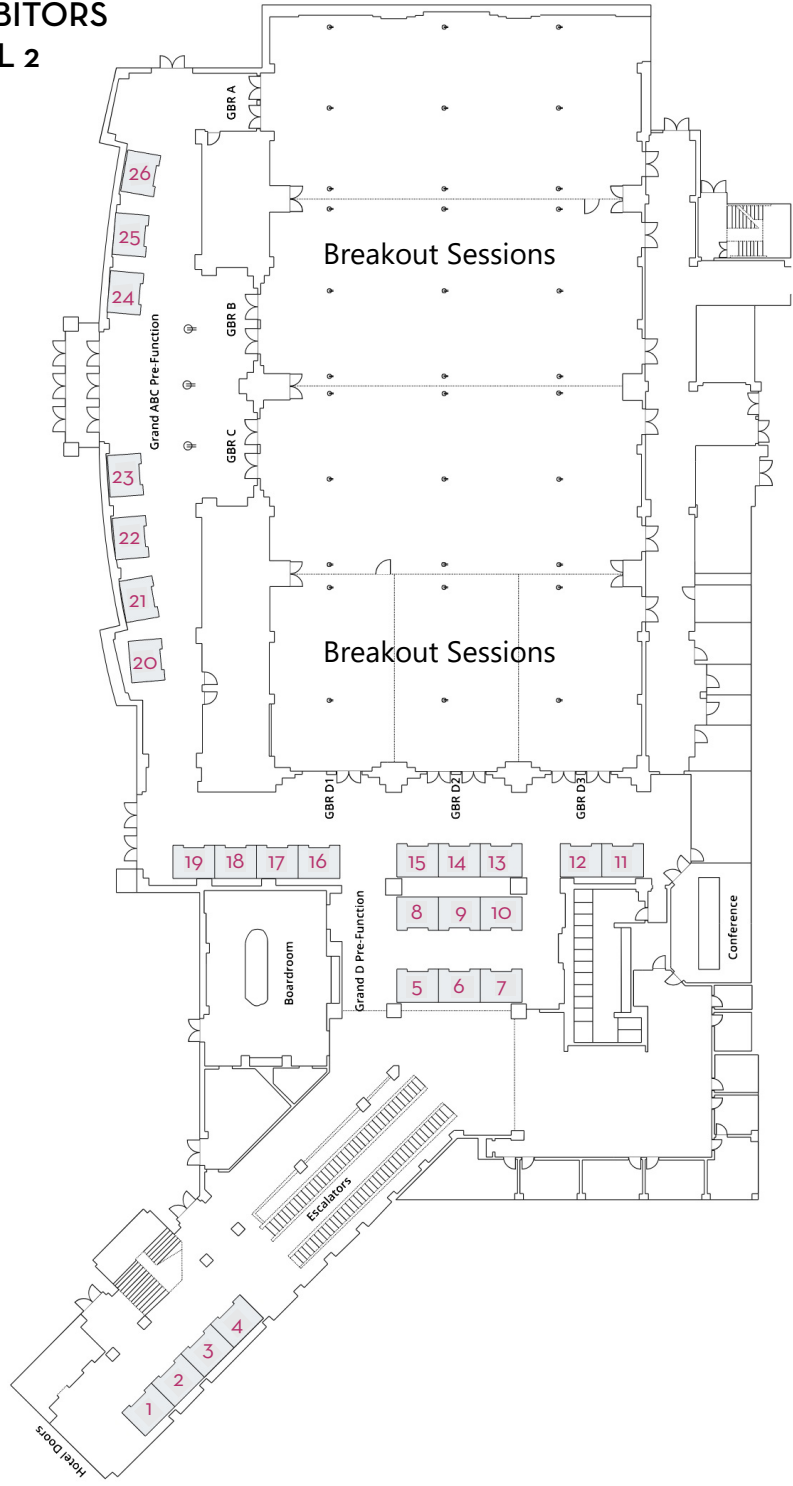 BITORS
L 2
GBR A
26
25
Breakout Sessions
24
GBR B
Grand ABC Pre-Function
GBR C
23
22
21
Breakout Sessions
20
GBR D1
GBR D2
GBR D3
19 18 17 16 15 14 13 12 11
8 9 10
Grand D Pre-Function
Boardroom
Conference
5 6 7
Escalators
4
3
2
1
Hotel Doors